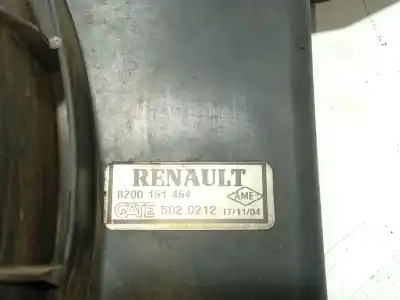 RENAULT
8200 151 464
AME
GATE 502 0212 17/11/04